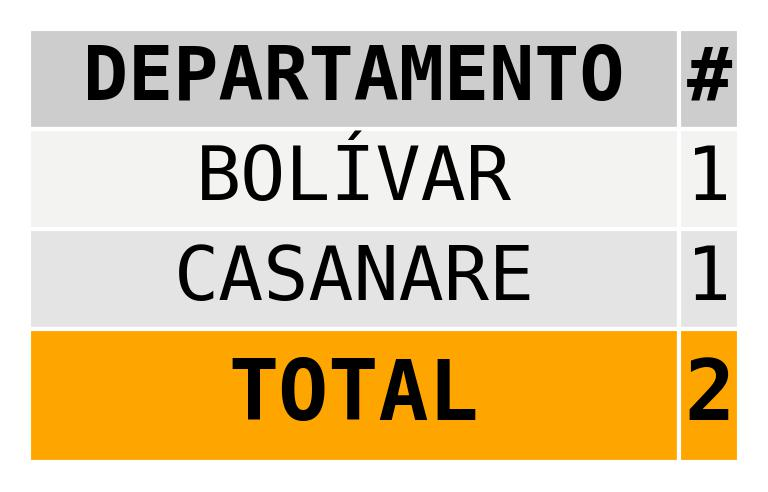 DEPARTAMENTO #
BOLÍVAR 1
CASANARE 1
TOTAL 2